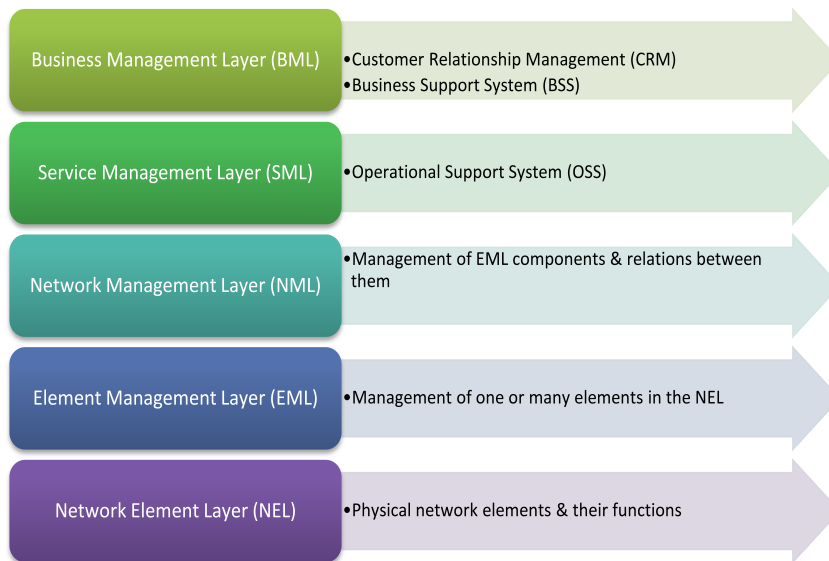 Business Management Layer (BML)
•Customer Relationship Management (CRM)
•Business Support System (BSS)
Service Management Layer (SML)
•Operational Support System (OSS)
Network Management Layer (NML)
•Management of EML components & relations between
them
Element Management Layer (EML)
•Management of one or many elements in the NEL
Network Element Layer (NEL)
•Physical network elements & their functions